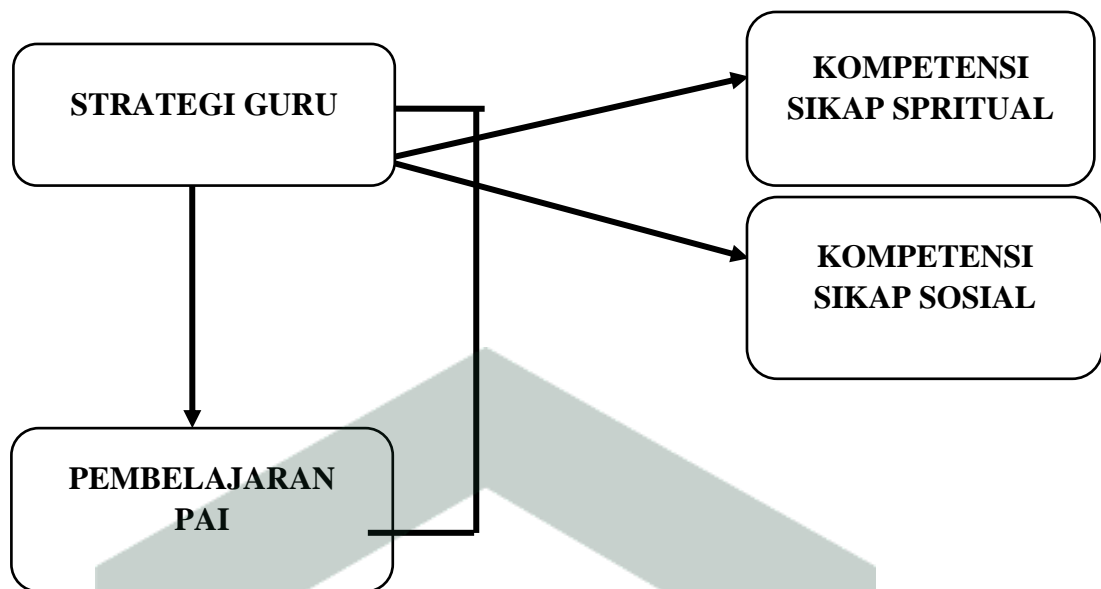 STRATEGI GURU
KOMPETENSI
SIKAP SPRITUAL
KOMPETENSI
SIKAP SOSIAL
PEMBELAJARAN
PAI